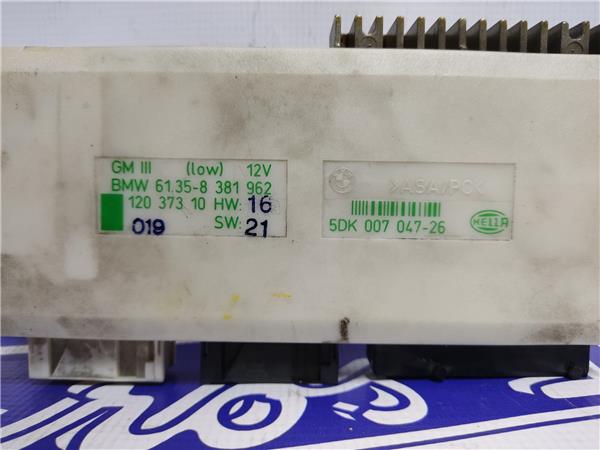 GM III (low) 12V
BMW 61.35-8 381 962
120 373 10 HW: 16
019 SW: 21
>ASA/PC<
5DK 007 047-26
HELLA